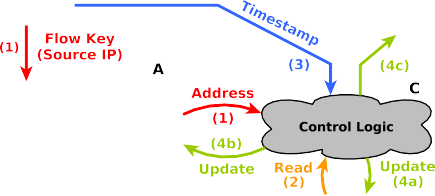 Timestamp
(1)
Flow Key
(Source IP)
(3)
(4c)
A
C
Address
(1)
Control Logic
(4b)
Update
Read
(2)
Update
(4a)